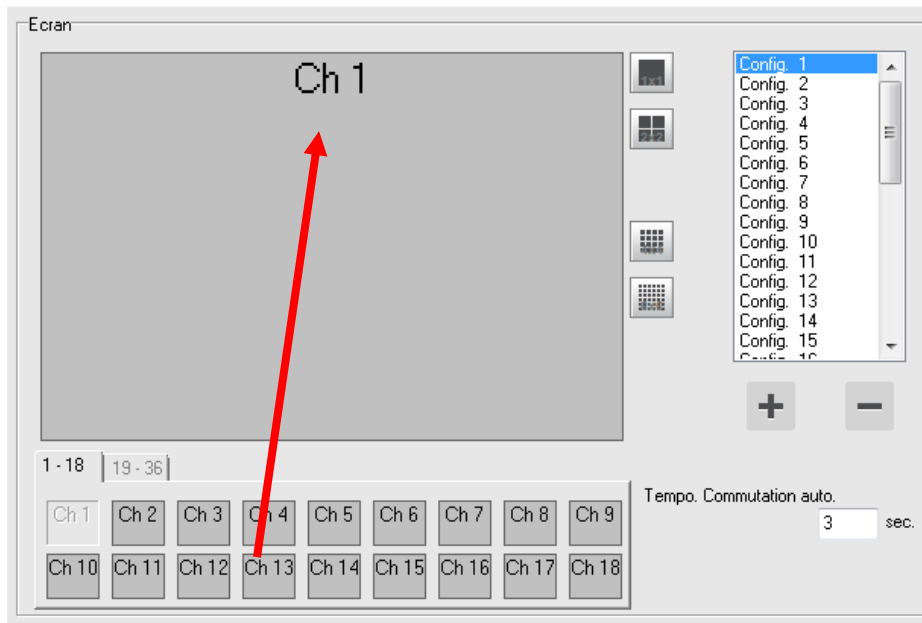 Ecran
Ch 1
1x1
2x2
Config. 1
Config. 2
Config. 3
Config. 4
Config. 5
Config. 6
Config. 7
Config. 8
Config. 9
Config. 10
Config. 11
Config. 12
Config. 13
Config. 14
Config. 15
Config. 16
1 - 18 19 - 36
Ch 1 Ch 2 Ch 3 Ch 4 Ch 5 Ch 6 Ch 7 Ch 8 Ch 9
Ch 10 Ch 11 Ch 12 Ch 13 Ch 14 Ch 15 Ch 16 Ch 17 Ch 18
Tempo. Commutation auto.
3 sec.